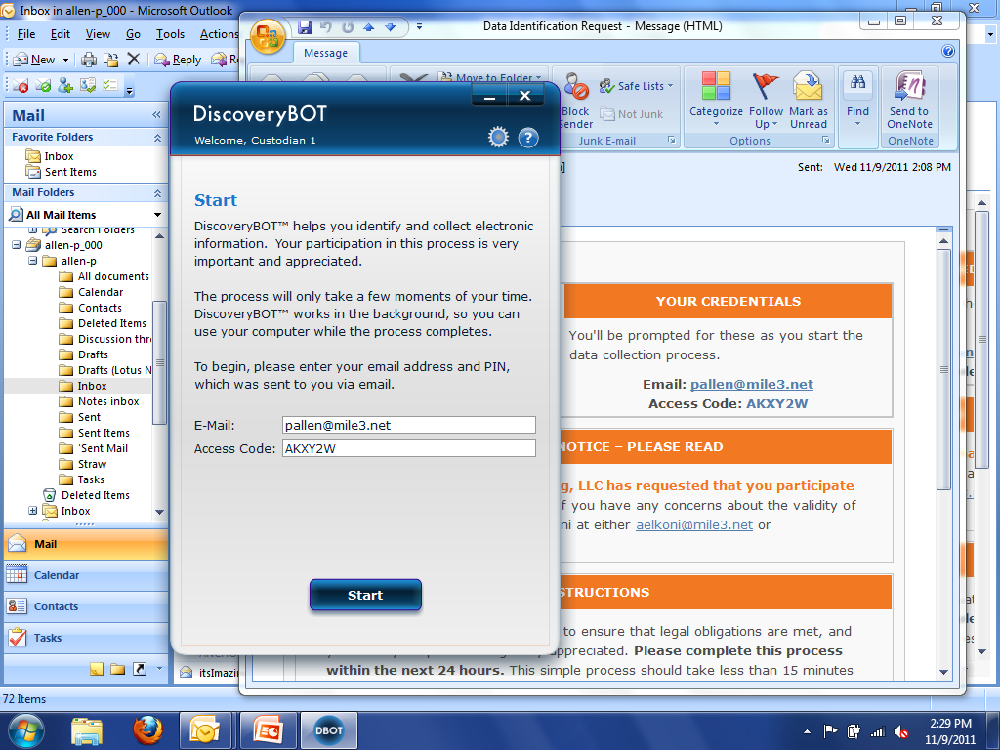 Inbox in allen-p_000 - Microsoft Outlook
File Edit View Go Tools Actions
New Reply
Mail
Favorite Folders
Inbox
Sent Items
Mail Folders
All Mail Items
Search Folders
allen-p_000
allen-p
All documents
Calendar
Contacts
Deleted Items
Discussion thre
Drafts
Drafts (Lotus N
Inbox
Notes inbox
Sent
Sent Items
'Sent Mail
Straw
Tasks
Deleted Items
Inbox
Mail
Calendar
Contacts
Tasks
72 Items
Data Identification Request - Message (HTML)
Message
Move to Folder
Block
Sender
Safe Lists
Not Junk
Junk E-mail
Categorize
Follow
Up
Mark as
Unread
Options
Find
Send to
OneNote
OneNote
Sent: Wed 11/9/2011 2:08 PM
YOUR CREDENTIALS
You'll be prompted for these as you start the
data collection process.
Email: pallen@mile3.net
Access Code: AKXY2W
NOTICE – PLEASE READ
g, LLC has requested that you participate
f you have any concerns about the validity of
ni at either aelkoni@mile3.net or
STRUCTIONS
to ensure that legal obligations are met, and
appreciated. Please complete this process
within the next 24 hours. This simple process should take less than 15 minutes
itsImazin
DiscoveryBOT
Welcome, Custodian 1
Start
DiscoveryBOT™ helps you identify and collect electronic
information. Your participation in this process is very
important and appreciated.
The process will only take a few moments of your time.
DiscoveryBOT™ works in the background, so you can
use your computer while the process completes.
To begin, please enter your email address and PIN,
which was sent to you via email.
E-Mail: pallen@mile3.net
Access Code: AKXY2W
Start
DBOT
2:29 PM
11/9/2011